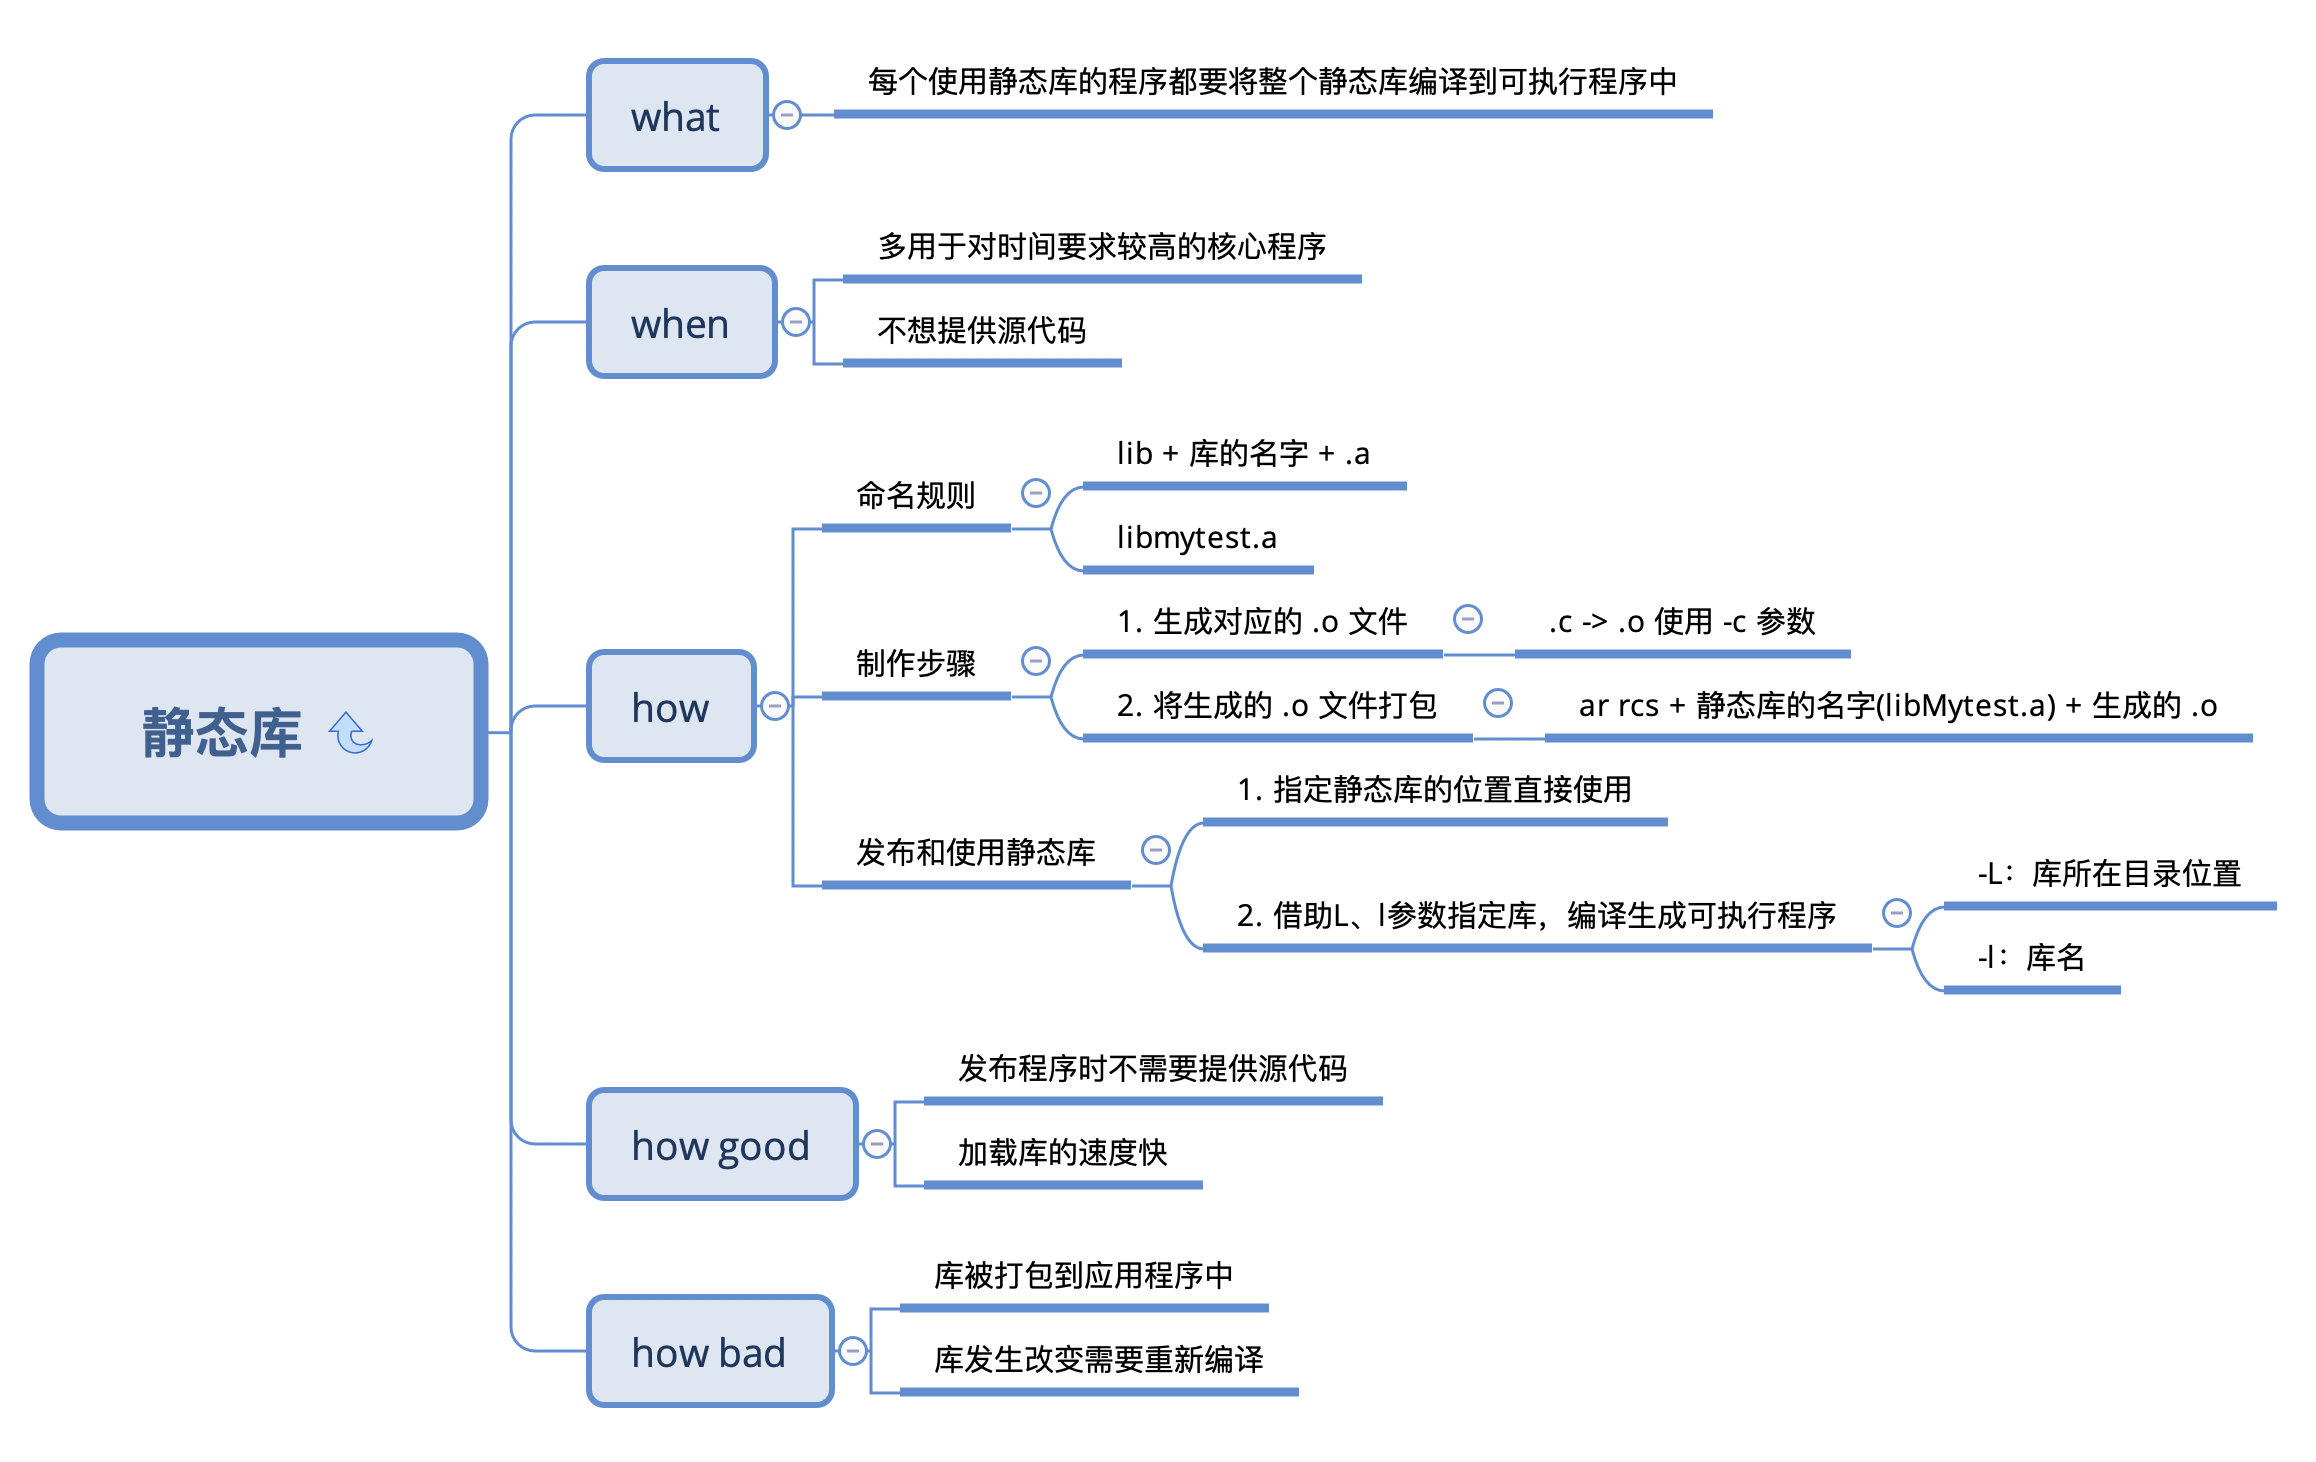 静态库
what
每个使用静态库的程序都要将整个静态库编译到可执行程序中
when
多用于对时间要求较高的核心程序
不想提供源代码
how
命名规则
lib + 库的名字 + .a
libmytest.a
制作步骤
1. 生成对应的 .o 文件
.c -> .o 使用 -c 参数
2. 将生成的 .o 文件打包
ar rcs + 静态库的名字(libMytest.a) + 生成的 .o
发布和使用静态库
1. 指定静态库的位置直接使用
2. 借助L、l参数指定库，编译生成可执行程序
-L：库所在目录位置
-l：库名
how good
发布程序时不需要提供源代码
加载库的速度快
how bad
库被打包到应用程序中
库发生改变需要重新编译